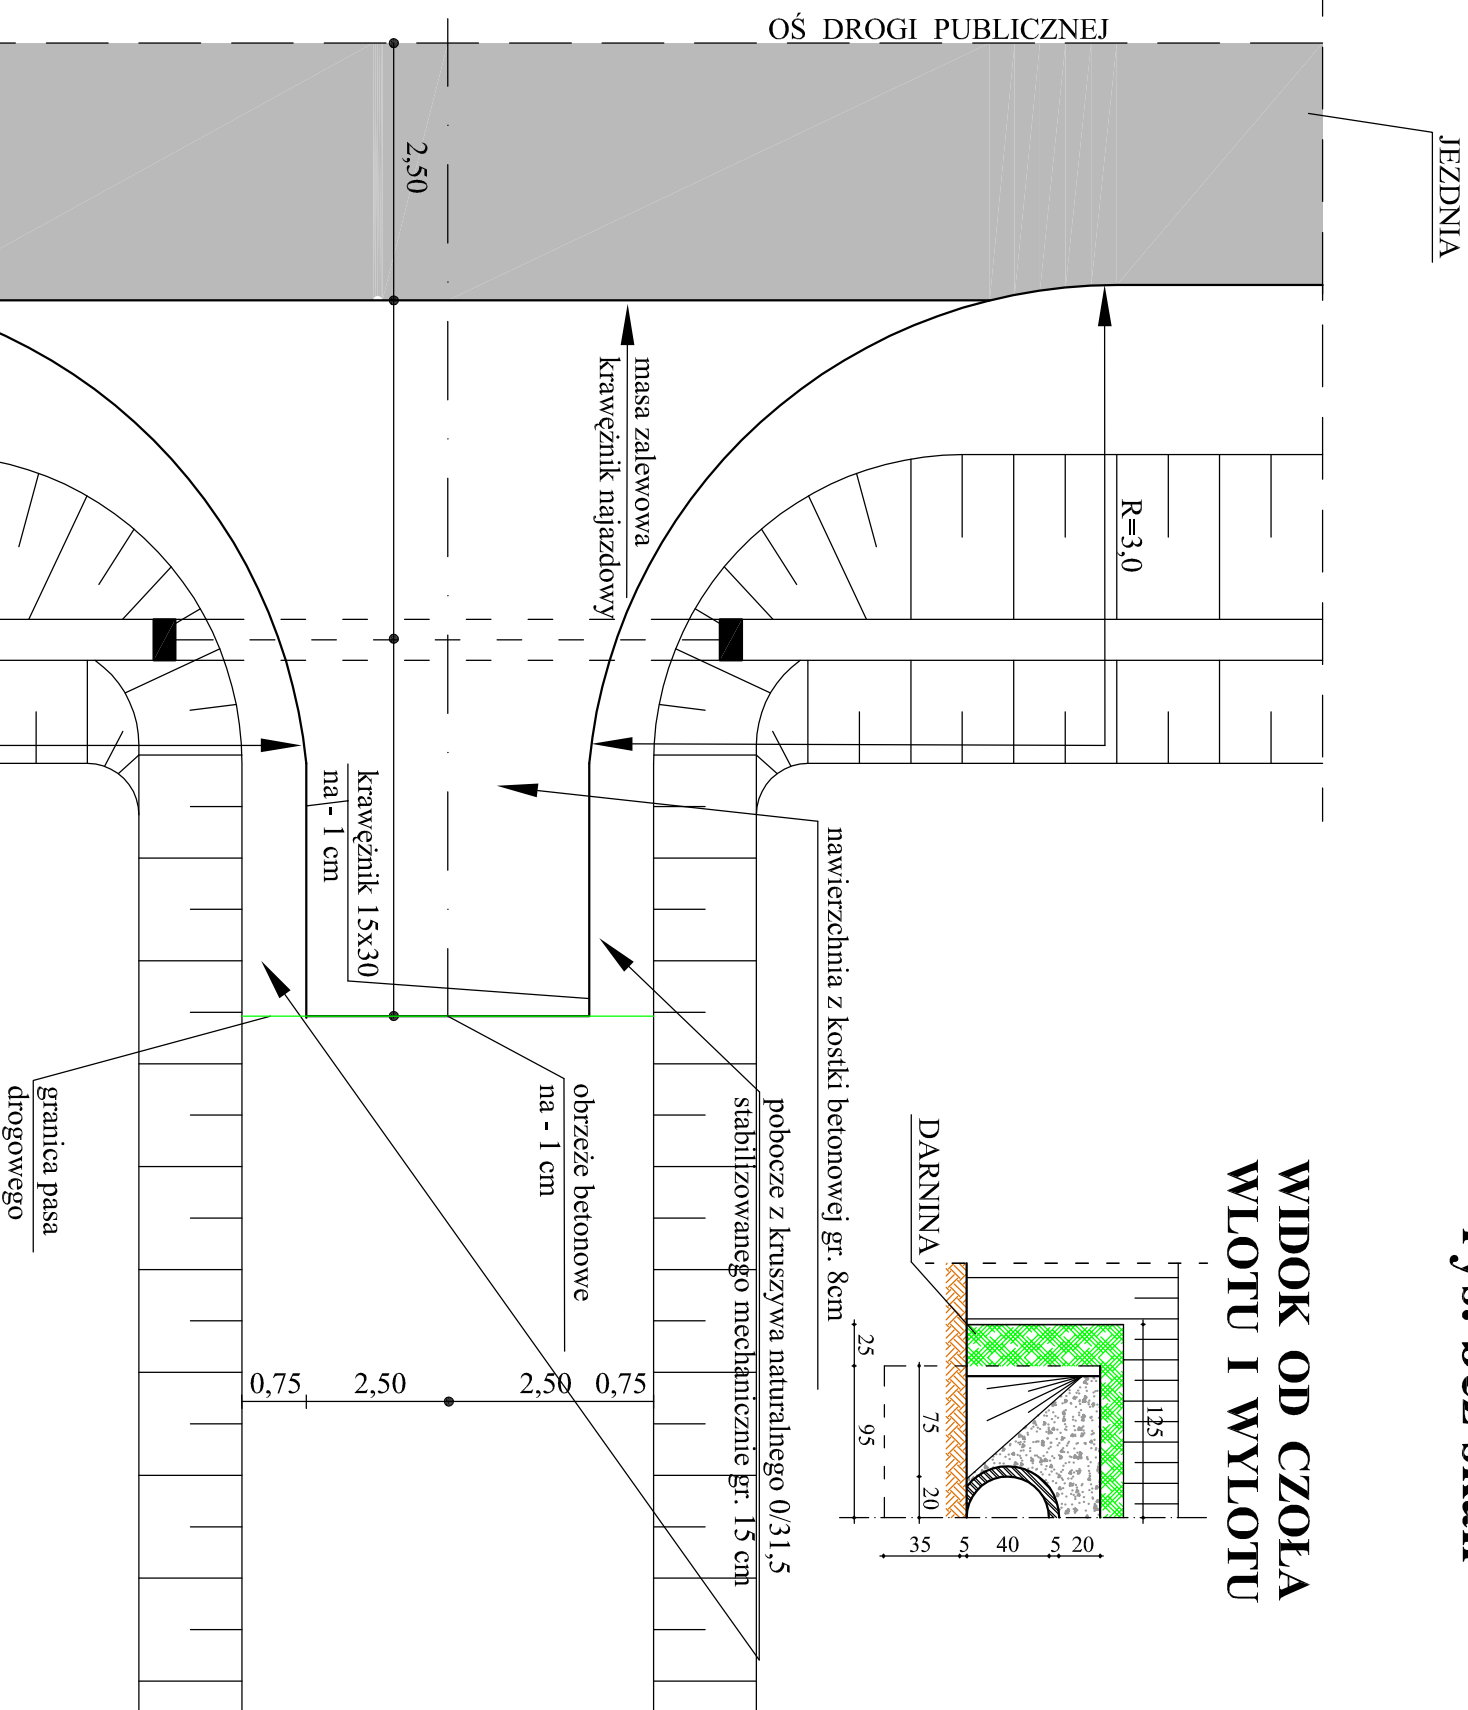 OŚ DROGI PUBLICZNEJ
JEZDNIA
2,50
masa zalewowa
krawężnik najazdowy
R=3,0
krawężnik 15x30
na - 1 cm
nawierzchnia z kostki betonowej gr. 8cm
pobocze z kruszywa naturalnego 0/31,5
stabilizowanego mechanicznie gr. 15 cm
obrzeże betonowe
na - 1 cm
granica pasa
drogowego
0,75 2,50 2,50 0,75
WIDOK OD CZOŁA
WLOTU I WYLOTU
DARNINA
125
25 95
75 20
35 5 40 5 20